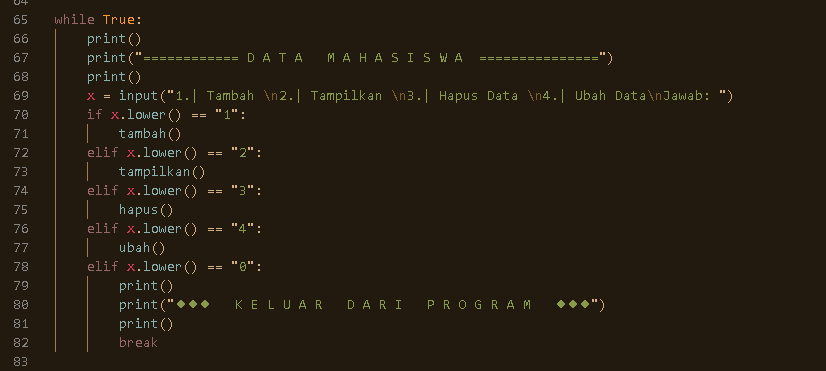 64
65 while True:
66 print()
67 print("============ D A T A   M A H A S I S W A ===============")
68 print()
69 x = input("1.| Tambah \n2.| Tampilkan \n3.| Hapus Data \n4.| Ubah Data\nJawab: ")
70 if x.lower() == "1":
71 tambah()
72 elif x.lower() == "2":
73 tampilkan()
74 elif x.lower() == "3":
75 hapus()
76 elif x.lower() == "4":
77 ubah()
78 elif x.lower() == "0":
79 print()
80 print("◆◆◆   K E L U A R   D A R I   P R O G R A M   ◆◆◆")
81 print()
82 break
83